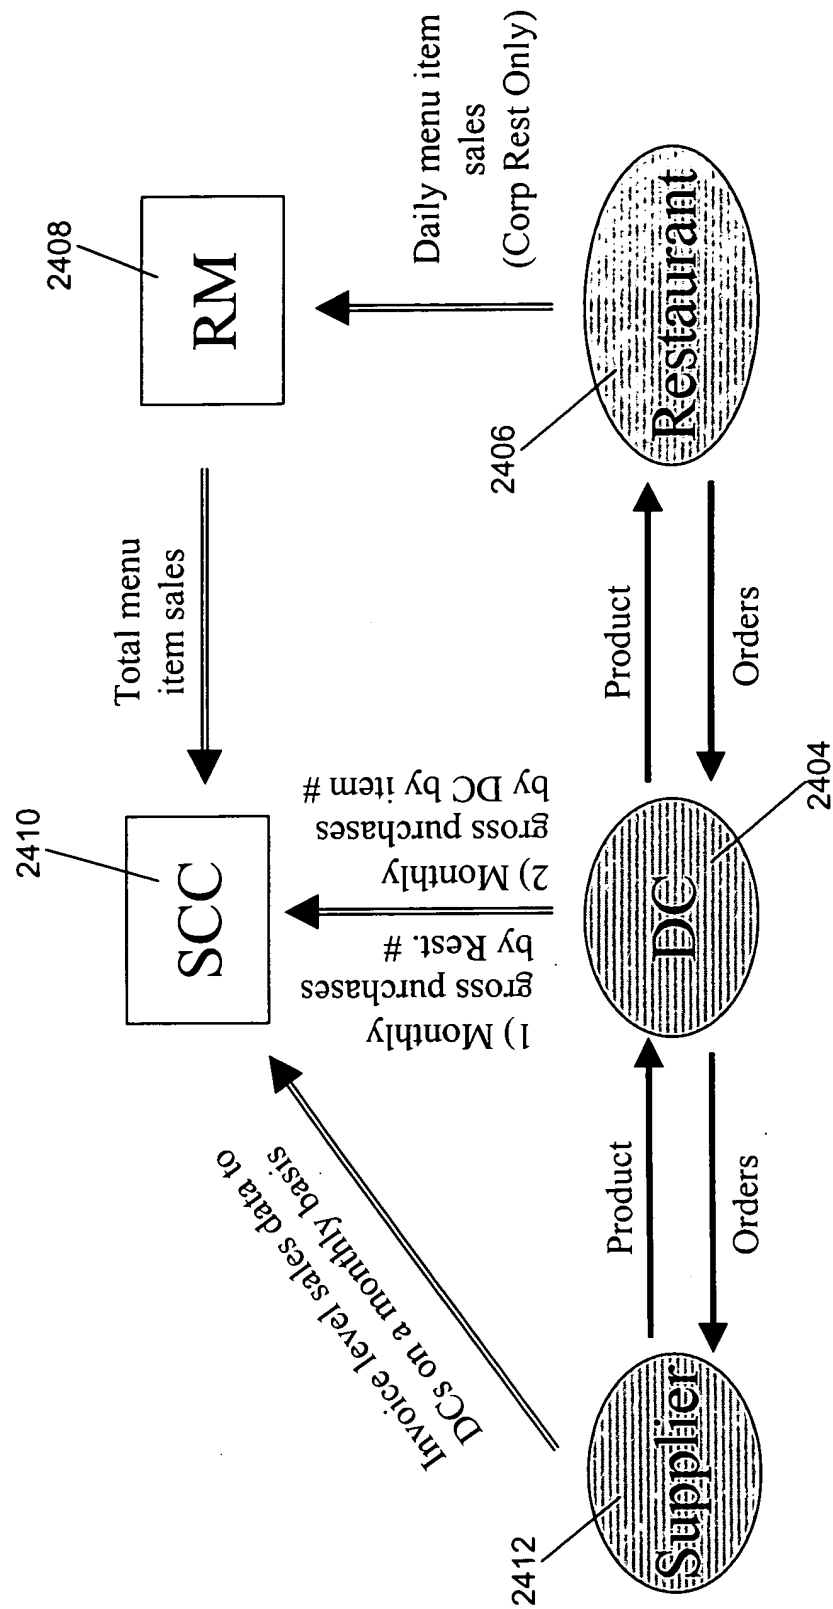 2410
SCC
Total menu
item sales
2408
RM
Invoice level sales data to
DCs on a monthly basis
1) Monthly
gross purchases
by Rest. #
2) Monthly
gross purchases
by DC by item #
Daily menu item
sales
(Corp Rest Only)
2412
Supplier
Product
Orders
DC
2404
Product
Orders
2406
Restaurant